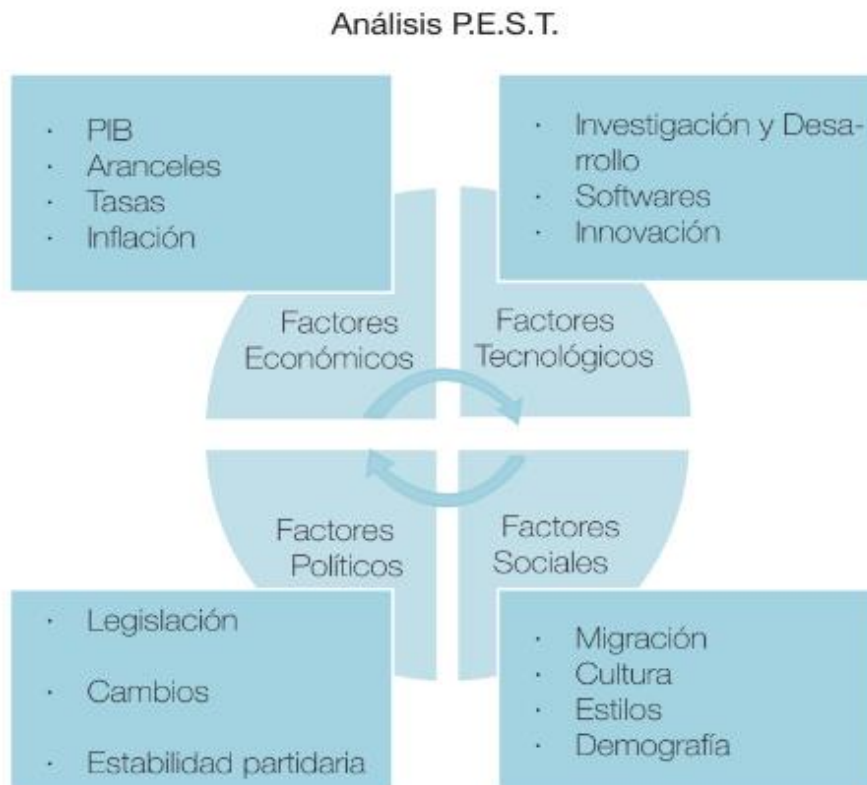 Análisis P.E.S.T.
· PIB
· Aranceles
· Tasas
· Inflación
Factores
Económicos
· Investigación y Desa-
rrollo
· Softwares
· Innovación
Factores
Tecnológicos
Factores
Políticos
· Legislación
· Cambios
· Estabilidad partidaria
Factores
Sociales
· Migración
· Cultura
· Estilos
· Demografía